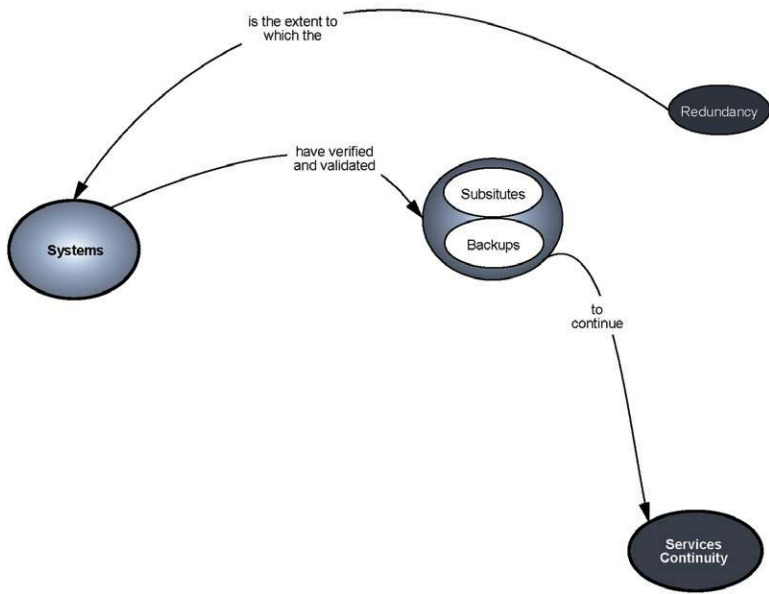 is the extent to
which the
Redundancy
have verified
and validated
Subsitutes
Systems
Backups
to
continue
Services
Continuity